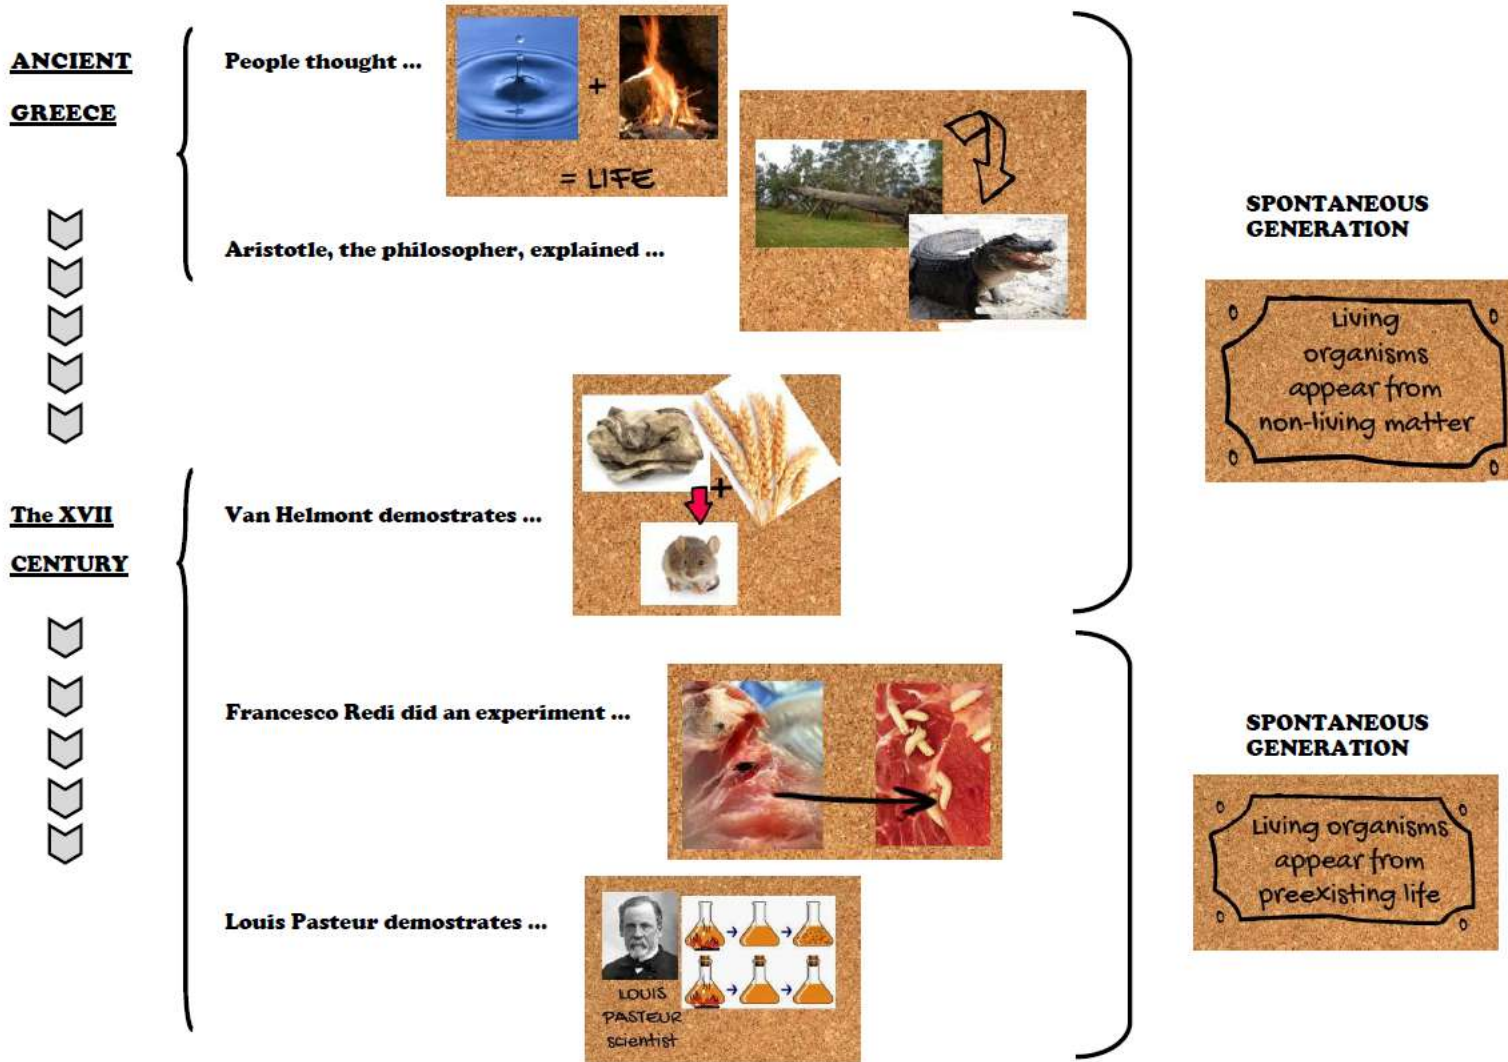 ANCIENT
GREECE
People thought ...
+
= LIFE
Aristotle, the philosopher, explained ...
SPONTANEOUS
GENERATION
Living
organisms
appear from
non-living matter
The XVII
CENTURY
Van Helmont demostrates ...
+
Francesco Redi did an experiment ...
SPONTANEOUS
GENERATION
Living organisms
appear from
preexisting life
Louis Pasteur demostrates ...
LOUIS
PASTEUR
scientist